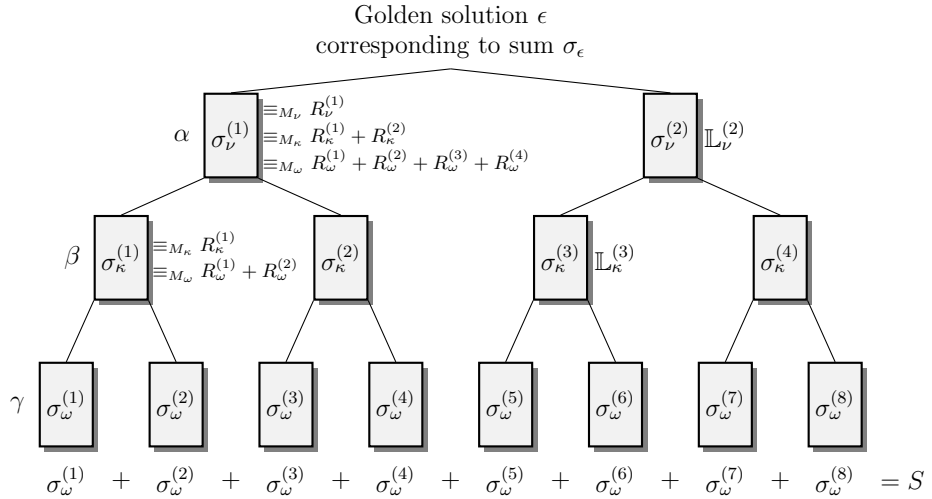 Golden solution ϵ
corresponding to sum σ_ϵ
α σ_ν^(1) ≡_{M_ν} R_ν^(1)
≡_{M_κ} R_κ^(1) + R_κ^(2)
≡_{M_ω} R_ω^(1) + R_ω^(2) + R_ω^(3) + R_ω^(4)
σ_ν^(2) 𝕃_ν^(2)
β σ_κ^(1) ≡_{M_κ} R_κ^(1)
≡_{M_ω} R_ω^(1) + R_ω^(2)
σ_κ^(2)
σ_κ^(3) 𝕃_κ^(3)
σ_κ^(4)
γ σ_ω^(1) σ_ω^(2) σ_ω^(3) σ_ω^(4) σ_ω^(5) σ_ω^(6) σ_ω^(7) σ_ω^(8)
σ_ω^(1) + σ_ω^(2) + σ_ω^(3) + σ_ω^(4) + σ_ω^(5) + σ_ω^(6) + σ_ω^(7) + σ_ω^(8) = S